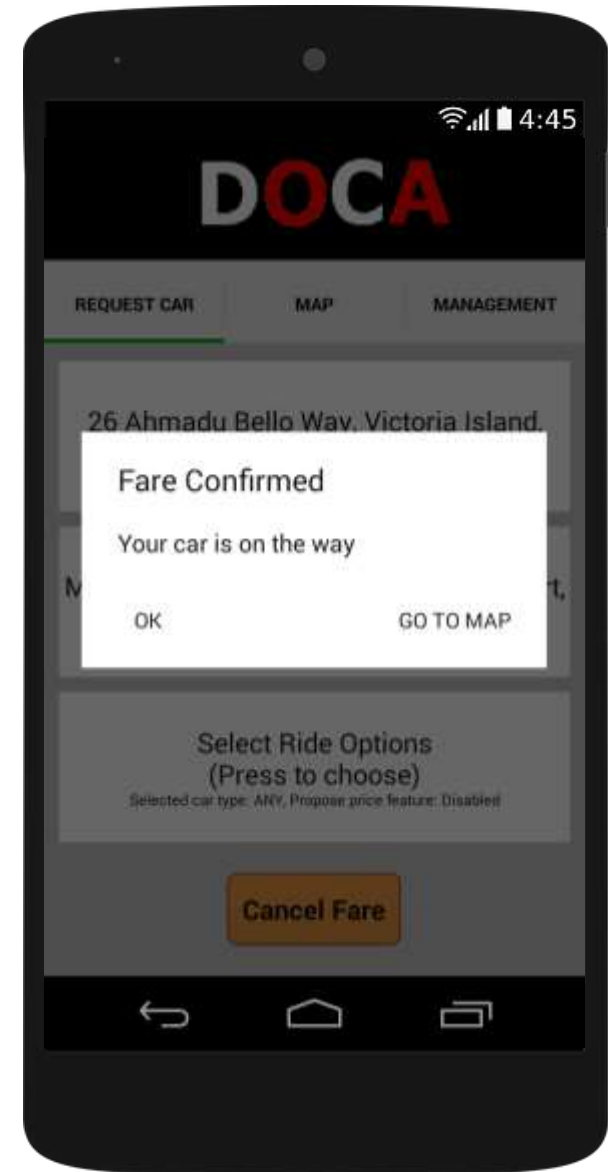 4:45
DOCA
REQUEST CAR MAP MANAGEMENT
26 Ahmadu Bello Way, Victoria Island,
Fare Confirmed
Your car is on the way
OK GO TO MAP
Select Ride Options
(Press to choose)
Selected car type: ANY, Propose price feature: Disabled
Cancel Fare